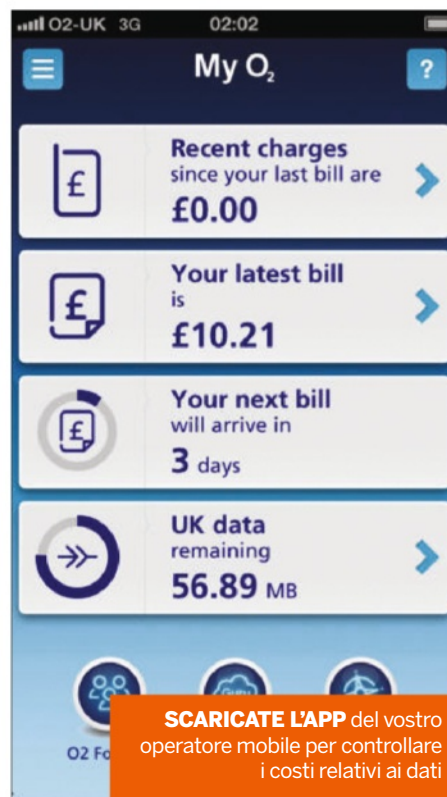 O2-UK 3G 02:02
My O₂ ?
£
Recent charges
since your last bill are
£0.00
£
Your latest bill
is
£10.21
£
Your next bill
will arrive in
3 days
UK data
remaining
56.89 MB
GURU
O2
SCARICATE L'APP del vostro
operatore mobile per controllare
i costi relativi ai dati